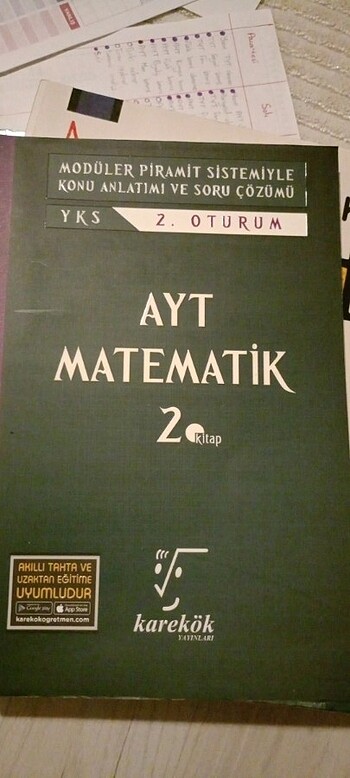 MODÜLER PİRAMİT SİSTEMİYLE
KONU ANLATIMI VE SORU ÇÖZÜMÜ
YKS 2. OTURUM
AYT
MATEMATİK
2. Kitap
AKILLI TAHTA VE
UZAKTAN EĞİTİME
UYUMLUDUR
Google play App Store
karekokogretmen.com
karekök
YAYINLARI